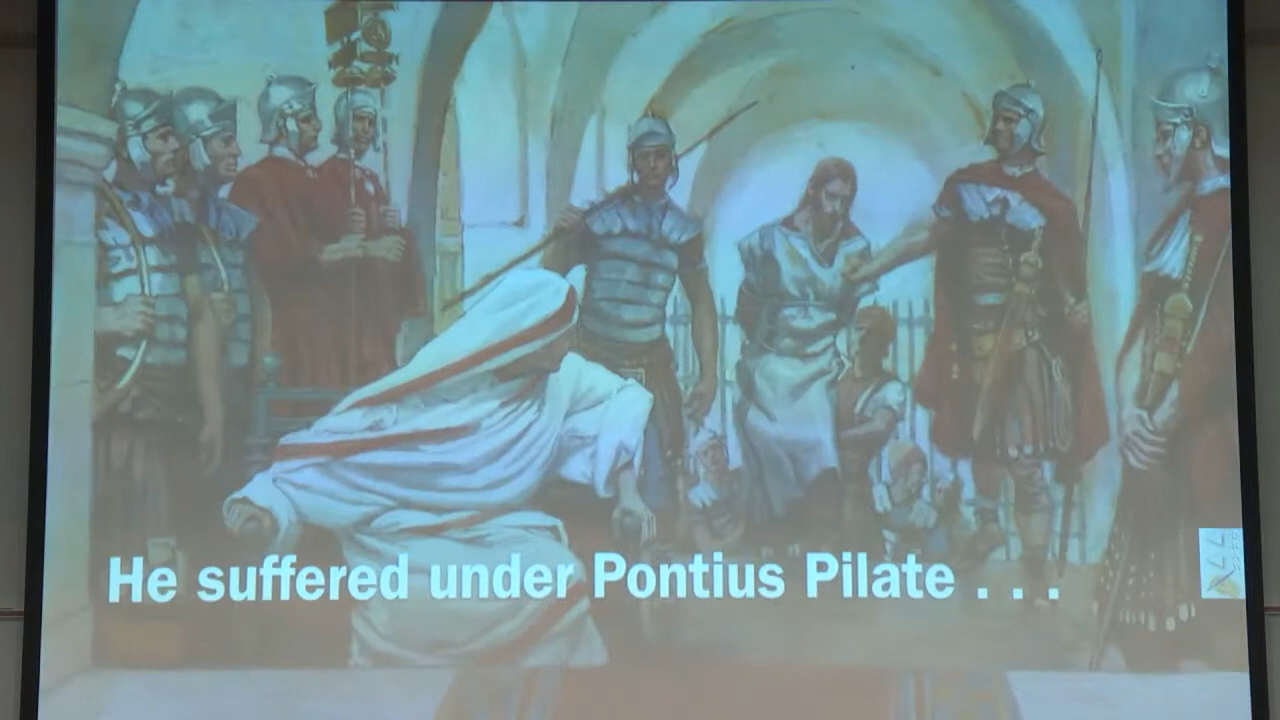 He suffered under Pontius Pilate . . .